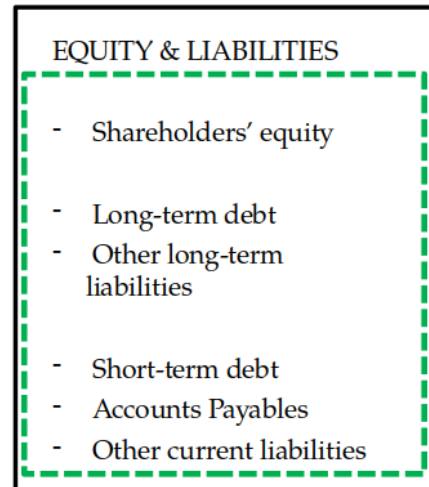 EQUITY & LIABILITIES
- Shareholders’ equity
- Long-term debt
- Other long-term
liabilities
- Short-term debt
- Accounts Payables
- Other current liabilities